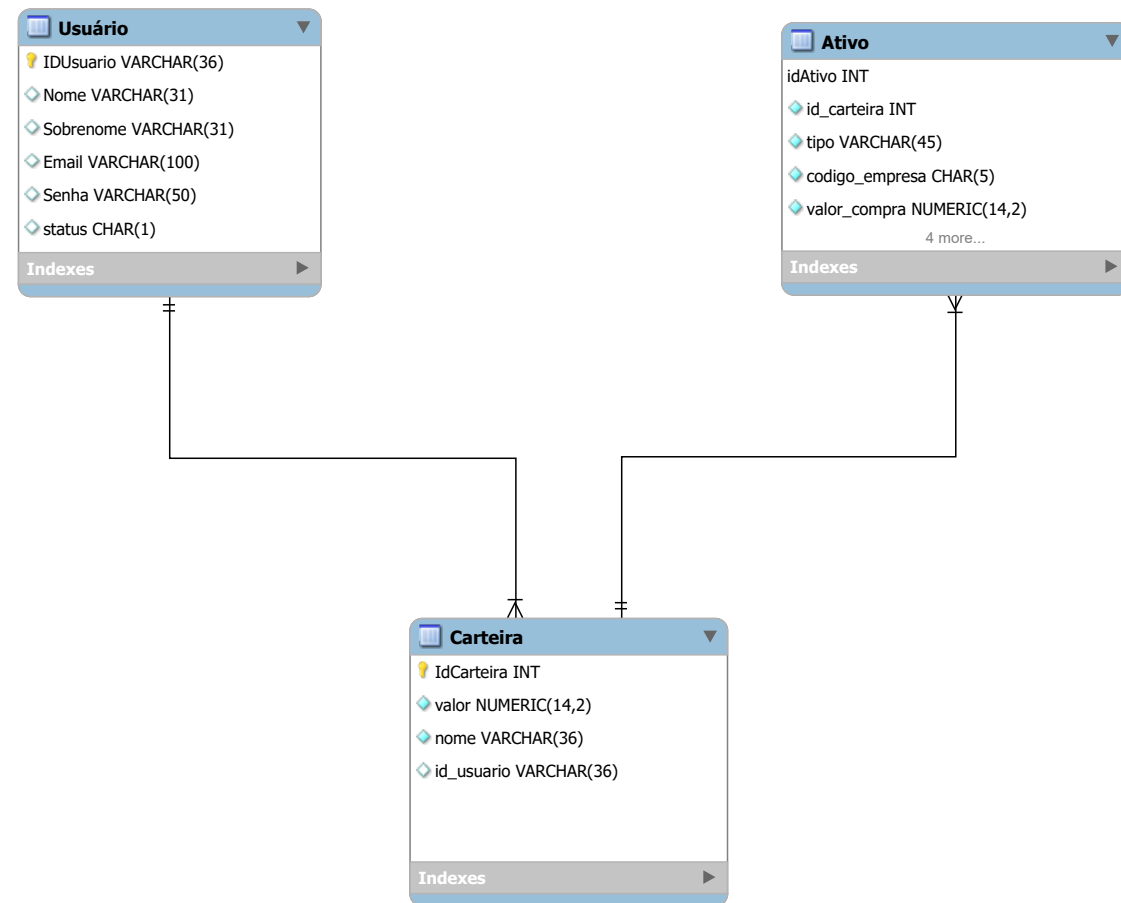 Usuário
IDUsuario VARCHAR(36)
Nome VARCHAR(31)
Sobrenome VARCHAR(31)
Email VARCHAR(100)
Senha VARCHAR(50)
status CHAR(1)
Indexes
Ativo
idAtivo INT
id_carteira INT
tipo VARCHAR(45)
codigo_empresa CHAR(5)
valor_compra NUMERIC(14,2)
4 more...
Indexes
Carteira
IdCarteira INT
valor NUMERIC(14,2)
nome VARCHAR(36)
id_usuario VARCHAR(36)
Indexes